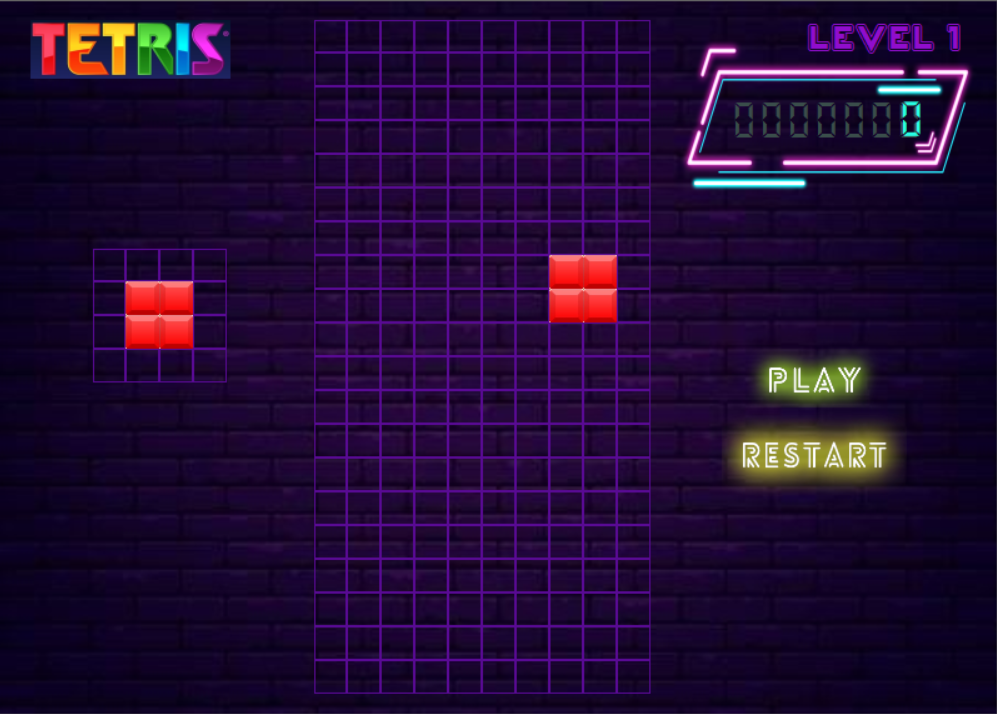 TETRIS
LEVEL 1
0000000
PLAY
RESTART